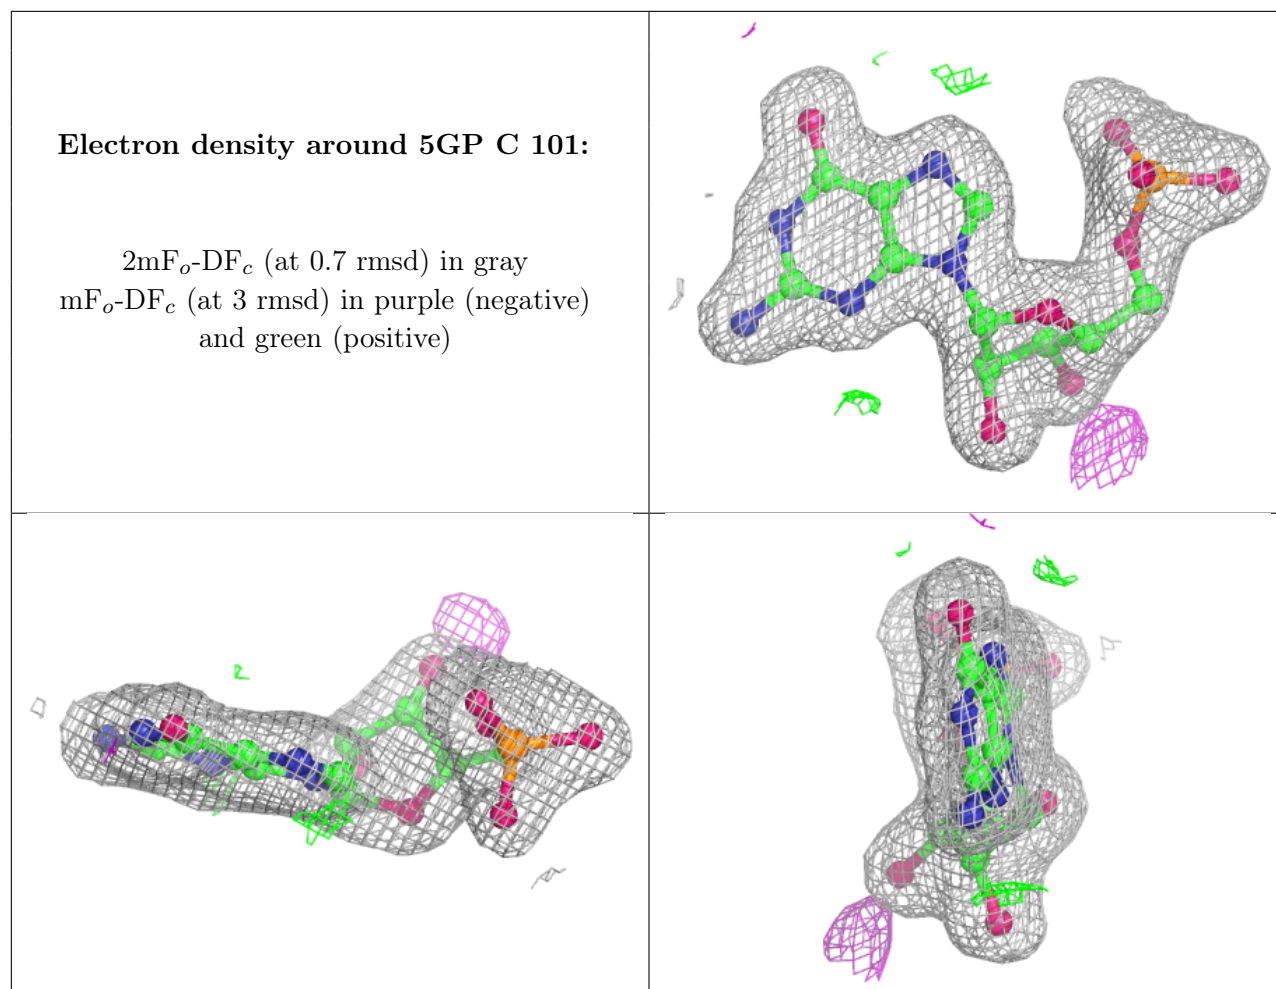 Electron density around 5GP C 101:
2mFo-DFc (at 0.7 rmsd) in gray
mFo-DFc (at 3 rmsd) in purple (negative)
and green (positive)